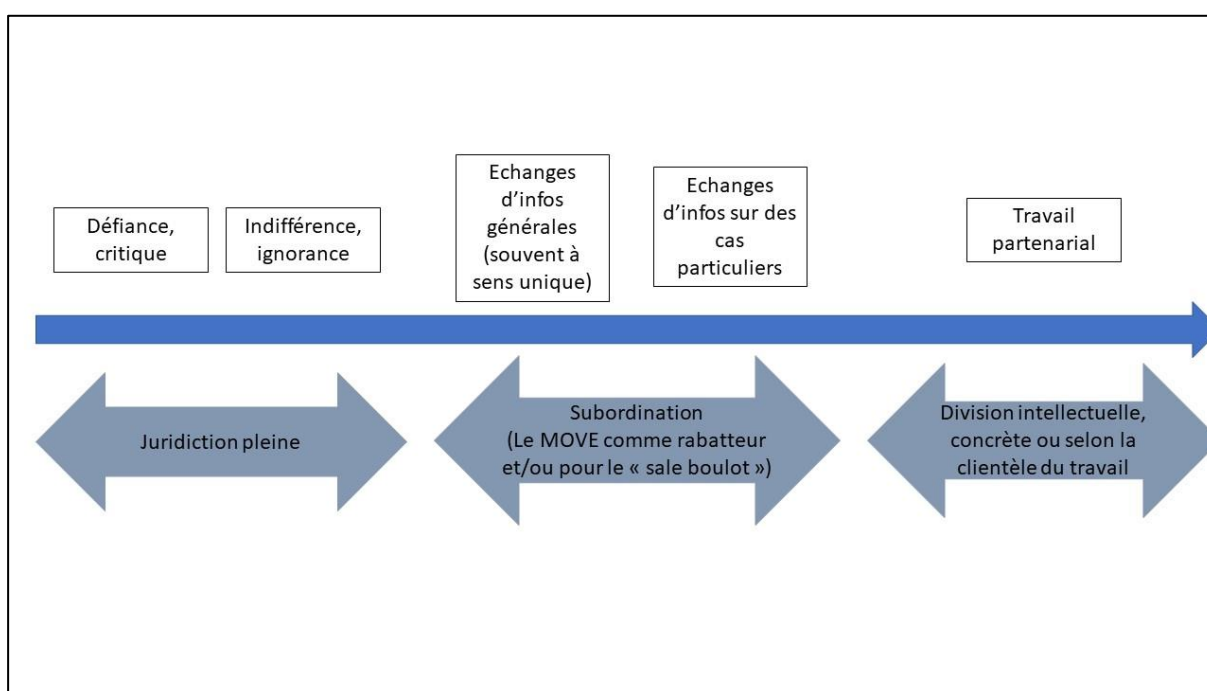 Défiance,
critique
Indifférence,
ignorance
Echanges
d’infos
générales
(souvent à
sens unique)
Echanges
d’infos sur des
cas
particuliers
Travail
partenarial
Juridiction pleine
Subordination
(Le MOVE comme rabatteur
et/ou pour le « sale boulot »)
Division intellectuelle,
concrète ou selon la
clientèle du travail